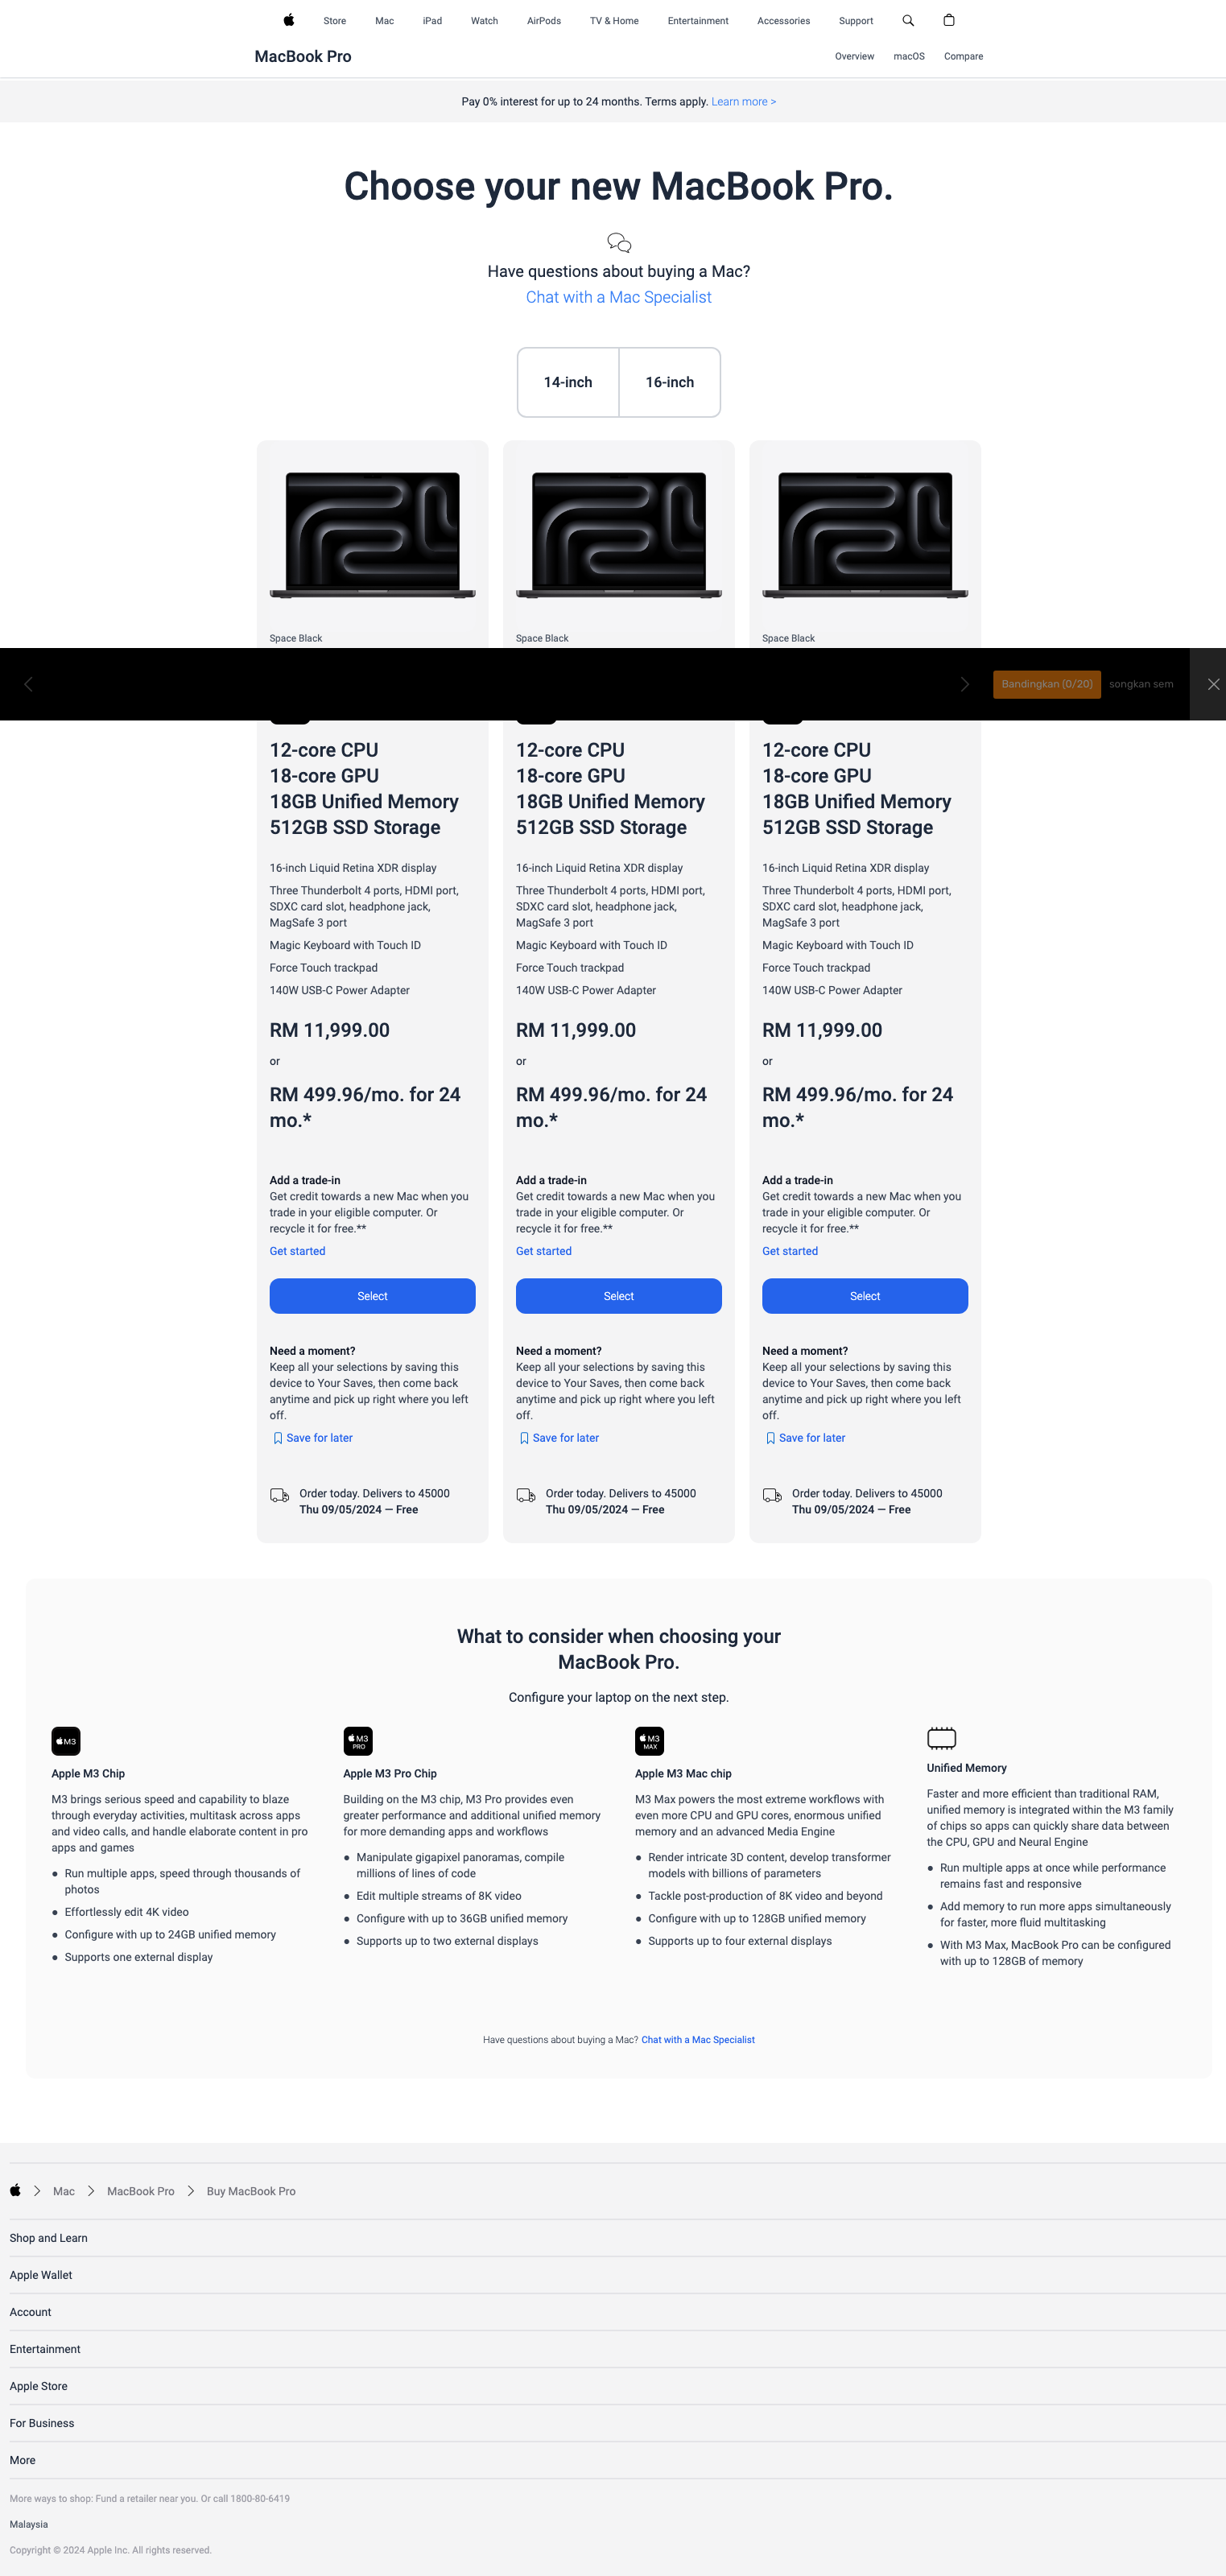 Store Mac iPad Watch AirPods TV & Home Entertainment Accessories Support
MacBook Pro
Overview macOS Compare
Pay 0% interest for up to 24 months. Terms apply. Learn more >
Choose your new MacBook Pro.
Have questions about buying a Mac?
Chat with a Mac Specialist
14-inch 16-inch
Space Black
Space Black
Space Black
Bandingkan (0/20) songkan sem
12-core CPU
18-core GPU
18GB Unified Memory
512GB SSD Storage
16-inch Liquid Retina XDR display
Three Thunderbolt 4 ports, HDMI port,
SDXC card slot, headphone jack,
MagSafe 3 port
Magic Keyboard with Touch ID
Force Touch trackpad
140W USB-C Power Adapter
RM 11,999.00
or
RM 499.96/mo. for 24
mo.*
Add a trade-in
Get credit towards a new Mac when you
trade in your eligible computer. Or
recycle it for free.**
Get started
Select
Need a moment?
Keep all your selections by saving this
device to Your Saves, then come back
anytime and pick up right where you left
off.
Save for later
Order today. Delivers to 45000
Thu 09/05/2024 — Free
12-core CPU
18-core GPU
18GB Unified Memory
512GB SSD Storage
16-inch Liquid Retina XDR display
Three Thunderbolt 4 ports, HDMI port,
SDXC card slot, headphone jack,
MagSafe 3 port
Magic Keyboard with Touch ID
Force Touch trackpad
140W USB-C Power Adapter
RM 11,999.00
or
RM 499.96/mo. for 24
mo.*
Add a trade-in
Get credit towards a new Mac when you
trade in your eligible computer. Or
recycle it for free.**
Get started
Select
Need a moment?
Keep all your selections by saving this
device to Your Saves, then come back
anytime and pick up right where you left
off.
Save for later
Order today. Delivers to 45000
Thu 09/05/2024 — Free
12-core CPU
18-core GPU
18GB Unified Memory
512GB SSD Storage
16-inch Liquid Retina XDR display
Three Thunderbolt 4 ports, HDMI port,
SDXC card slot, headphone jack,
MagSafe 3 port
Magic Keyboard with Touch ID
Force Touch trackpad
140W USB-C Power Adapter
RM 11,999.00
or
RM 499.96/mo. for 24
mo.*
Add a trade-in
Get credit towards a new Mac when you
trade in your eligible computer. Or
recycle it for free.**
Get started
Select
Need a moment?
Keep all your selections by saving this
device to Your Saves, then come back
anytime and pick up right where you left
off.
Save for later
Order today. Delivers to 45000
Thu 09/05/2024 — Free
What to consider when choosing your
MacBook Pro.
Configure your laptop on the next step.
M3
Apple M3 Chip
M3 brings serious speed and capability to blaze
through everyday activities, multitask across apps
and video calls, and handle elaborate content in pro
apps and games
Run multiple apps, speed through thousands of
photos
Effortlessly edit 4K video
Configure with up to 24GB unified memory
Supports one external display
M3
PRO
Apple M3 Pro Chip
Building on the M3 chip, M3 Pro provides even
greater performance and additional unified memory
for more demanding apps and workflows
Manipulate gigapixel panoramas, compile
millions of lines of code
Edit multiple streams of 8K video
Configure with up to 36GB unified memory
Supports up to two external displays
M3
MAX
Apple M3 Mac chip
M3 Max powers the most extreme workflows with
even more CPU and GPU cores, enormous unified
memory and an advanced Media Engine
Render intricate 3D content, develop transformer
models with billions of parameters
Tackle post-production of 8K video and beyond
Configure with up to 128GB unified memory
Supports up to four external displays
Unified Memory
Faster and more efficient than traditional RAM,
unified memory is integrated within the M3 family
of chips so apps can quickly share data between
the CPU, GPU and Neural Engine
Run multiple apps at once while performance
remains fast and responsive
Add memory to run more apps simultaneously
for faster, more fluid multitasking
With M3 Max, MacBook Pro can be configured
with up to 128GB of memory
Have questions about buying a Mac? Chat with a Mac Specialist
Mac MacBook Pro Buy MacBook Pro
Shop and Learn
Apple Wallet
Account
Entertainment
Apple Store
For Business
More
More ways to shop: Fund a retailer near you. Or call 1800-80-6419
Malaysia
Copyright © 2024 Apple Inc. All rights reserved.